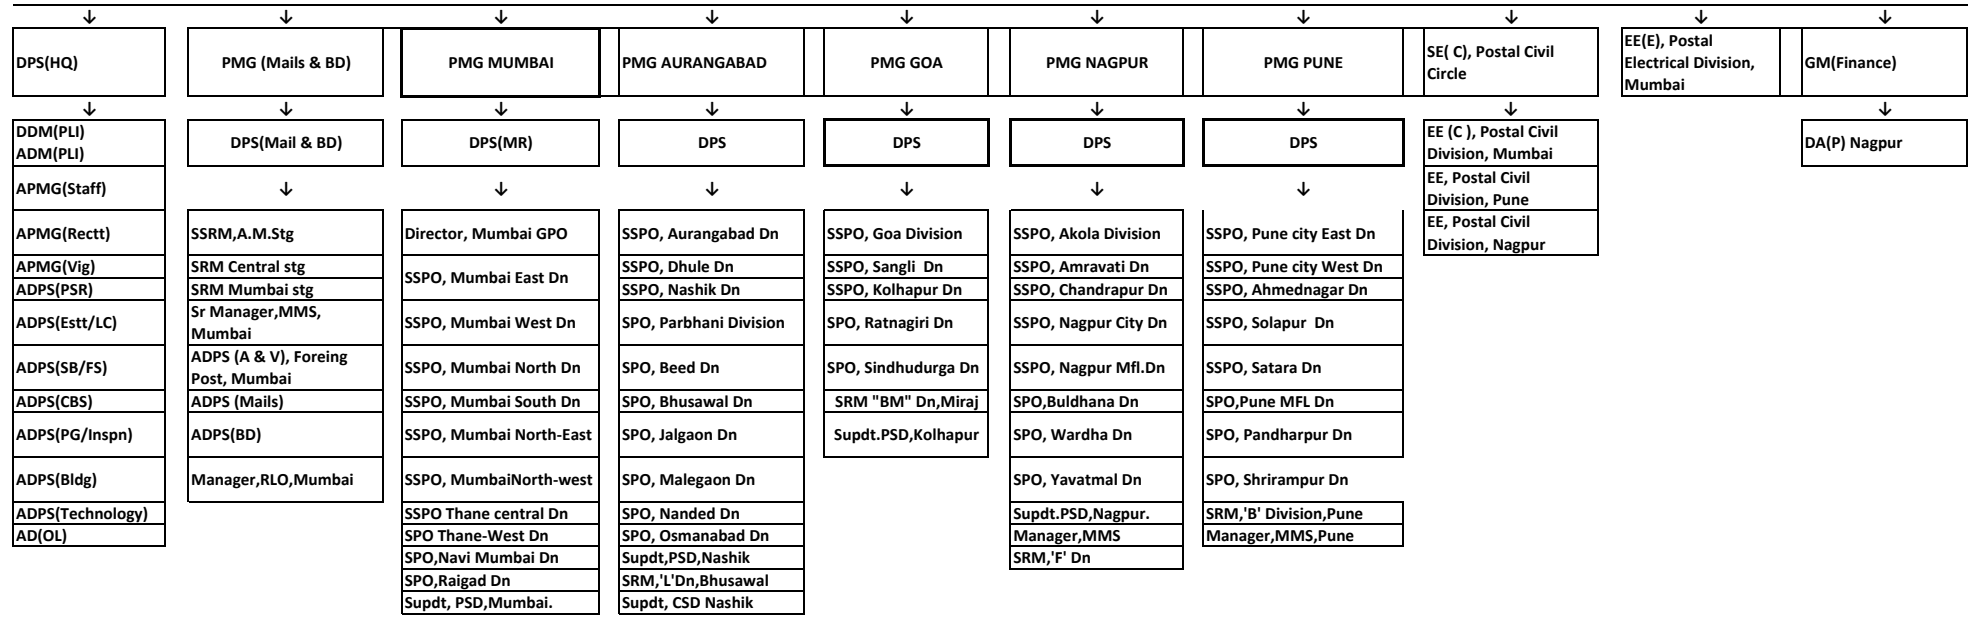 DPS(HQ)
PMG (Mails & BD)
PMG MUMBAI
PMG AURANGABAD
PMG GOA
PMG NAGPUR
PMG PUNE
SE( C), Postal Civil
Circle
EE(E), Postal
Electrical Division,
Mumbai
GM(Finance)
DDM(PLI)
ADM(PLI)
APMG(Staff)
APMG(Rectt)
APMG(Vig)
ADPS(PSR)
ADPS(Estt/LC)
ADPS(SB/FS)
ADPS(CBS)
ADPS(PG/Inspn)
ADPS(Bldg)
ADPS(Technology)
AD(OL)
DPS(Mail & BD)
SSRM,A.M.Stg
SRM Central stg
SRM Mumbai stg
Sr Manager,MMS,
Mumbai
ADPS (A & V), Foreing
Post, Mumbai
ADPS (Mails)
ADPS(BD)
Manager,RLO,Mumbai
DPS(MR)
Director, Mumbai GPO
SSPO, Mumbai East Dn
SSPO, Mumbai West Dn
SSPO, Mumbai North Dn
SSPO, Mumbai South Dn
SSPO, Mumbai North-East
SSPO, MumbaiNorth-west
SSPO Thane central Dn
SPO Thane-West Dn
SPO,Navi Mumbai Dn
SPO,Raigad Dn
Supdt, PSD,Mumbai.
DPS
SSPO, Aurangabad Dn
SSPO, Dhule Dn
SSPO, Nashik Dn
SPO, Parbhani Division
SPO, Beed Dn
SPO, Bhusawal Dn
SPO, Jalgaon Dn
SPO, Malegaon Dn
SPO, Nanded Dn
SPO, Osmanabad Dn
Supdt,PSD,Nashik
SRM,'L'Dn,Bhusawal
Supdt, CSD Nashik
DPS
SSPO, Goa Division
SSPO, Sangli Dn
SSPO, Kolhapur Dn
SPO, Ratnagiri Dn
SPO, Sindhudurga Dn
SRM "BM" Dn,Miraj
Supdt.PSD,Kolhapur
DPS
SSPO, Akola Division
SSPO, Amravati Dn
SSPO, Chandrapur Dn
SSPO, Nagpur City Dn
SSPO, Nagpur Mfl.Dn
SPO,Buldhana Dn
SPO, Wardha Dn
SPO, Yavatmal Dn
Supdt.PSD,Nagpur.
Manager,MMS
SRM,'F' Dn
DPS
SSPO, Pune city East Dn
SSPO, Pune city West Dn
SSPO, Ahmednagar Dn
SSPO, Solapur Dn
SSPO, Satara Dn
SPO,Pune MFL Dn
SPO, Pandharpur Dn
SPO, Shrirampur Dn
SRM,'B' Division,Pune
Manager,MMS,Pune
EE (C ), Postal Civil
Division, Mumbai
EE, Postal Civil
Division, Pune
EE, Postal Civil
Division, Nagpur
DA(P) Nagpur